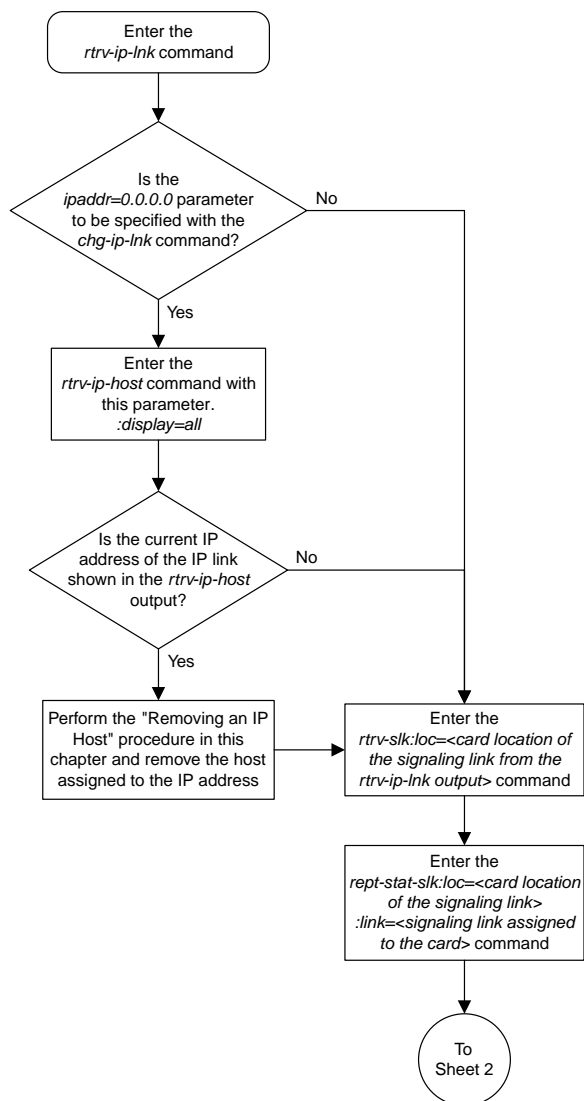 Enter the
rtrv-ip-lnk command
Is the
ipaddr=0.0.0.0 parameter
to be specified with the
chg-ip-lnk command?
No
Yes
Enter the
rtrv-ip-host command with
this parameter.
:display=all
Is the current IP
address of the IP link
shown in the rtrv-ip-host
output?
No
Yes
Perform the "Removing an IP
Host" procedure in this
chapter and remove the host
assigned to the IP address
Enter the
rtrv-slk:loc=<card location of
the signaling link from the
rtrv-ip-lnk output> command
Enter the
rept-stat-slk:loc=<card location
of the signaling link>
:link=<signaling link assigned
to the card> command
To
Sheet 2